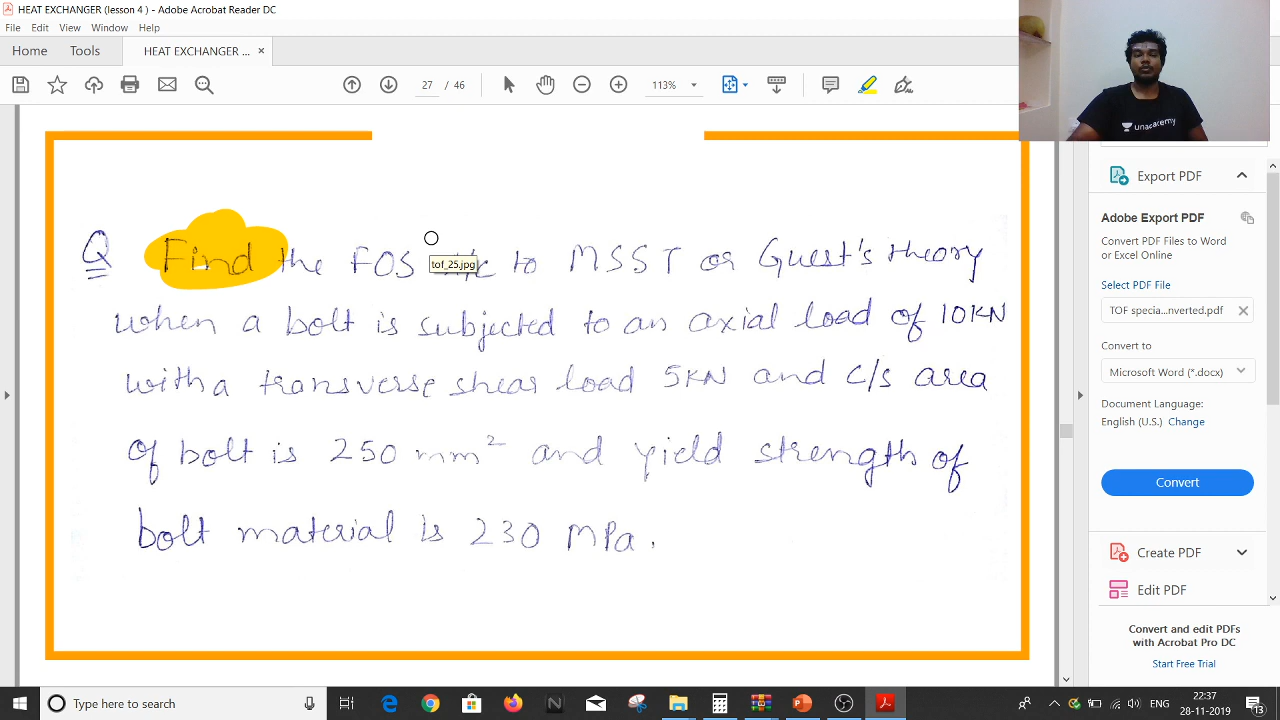 HEAT EXCHANGER (lesson 4 ) - Adobe Acrobat Reader DC
File Edit View Window Help
Home Tools HEAT EXCHANGER ... ×
27 / 46 113%
unacademy
Export PDF
Adobe Export PDF
Convert PDF Files to Word
or Excel Online
Select PDF File
TOF specia...nverted.pdf
Convert to
Microsoft Word (*.docx)
Document Language:
English (U.S.) Change
Convert
Create PDF
Edit PDF
Convert and edit PDFs
with Acrobat Pro DC
Start Free Trial
Q Find the FOS to MSST or Guest's theory
tof_25.jpg
when a bolt is subjected to an axial load of 10KN
with a transverse shear load 5KN and C/s area
of bolt is 250 mm² and yield strength of
bolt material is 230 MPa.
Type here to search
ENG
22:37
28-11-2019
13